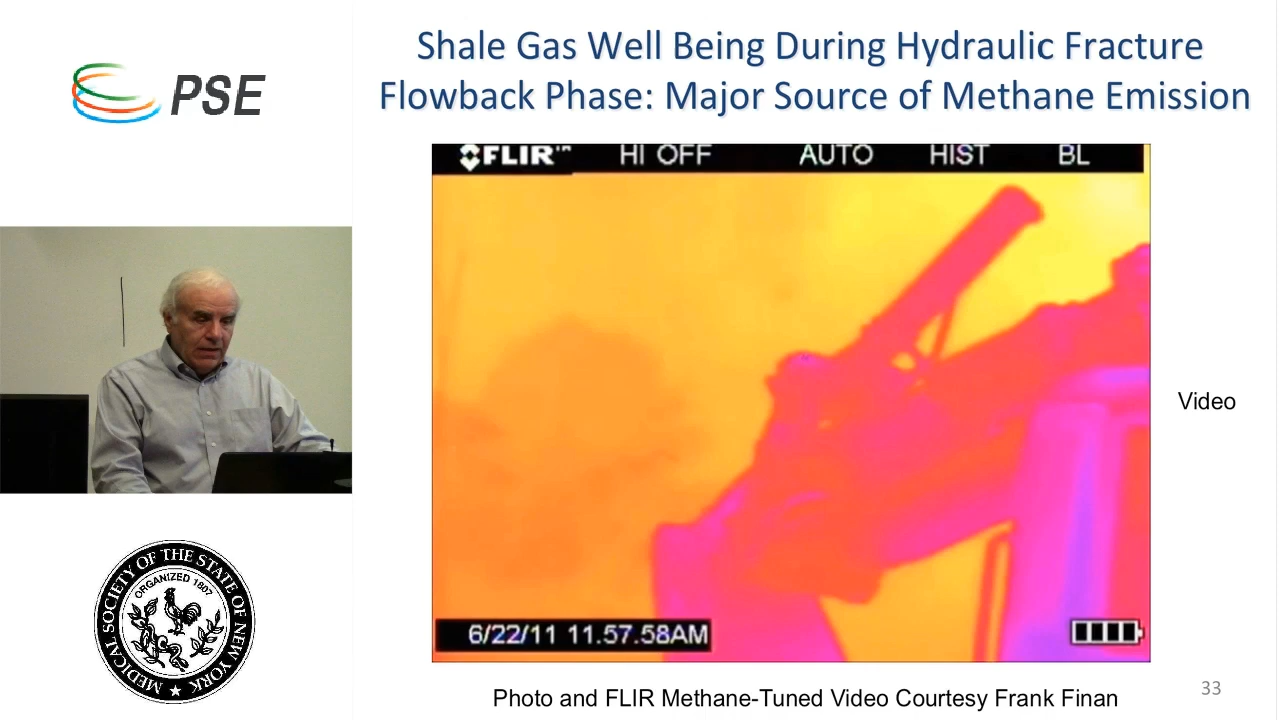 Shale Gas Well Being During Hydraulic Fracture
Flowback Phase: Major Source of Methane Emission
PSE
FLIR™ HI OFF AUTO HIST BL
Video
6/22/11 11.57.58AM
MEDICAL SOCIETY OF THE STATE OF NEW YORK
ORGANIZED 1807
Photo and FLIR Methane-Tuned Video Courtesy Frank Finan
33